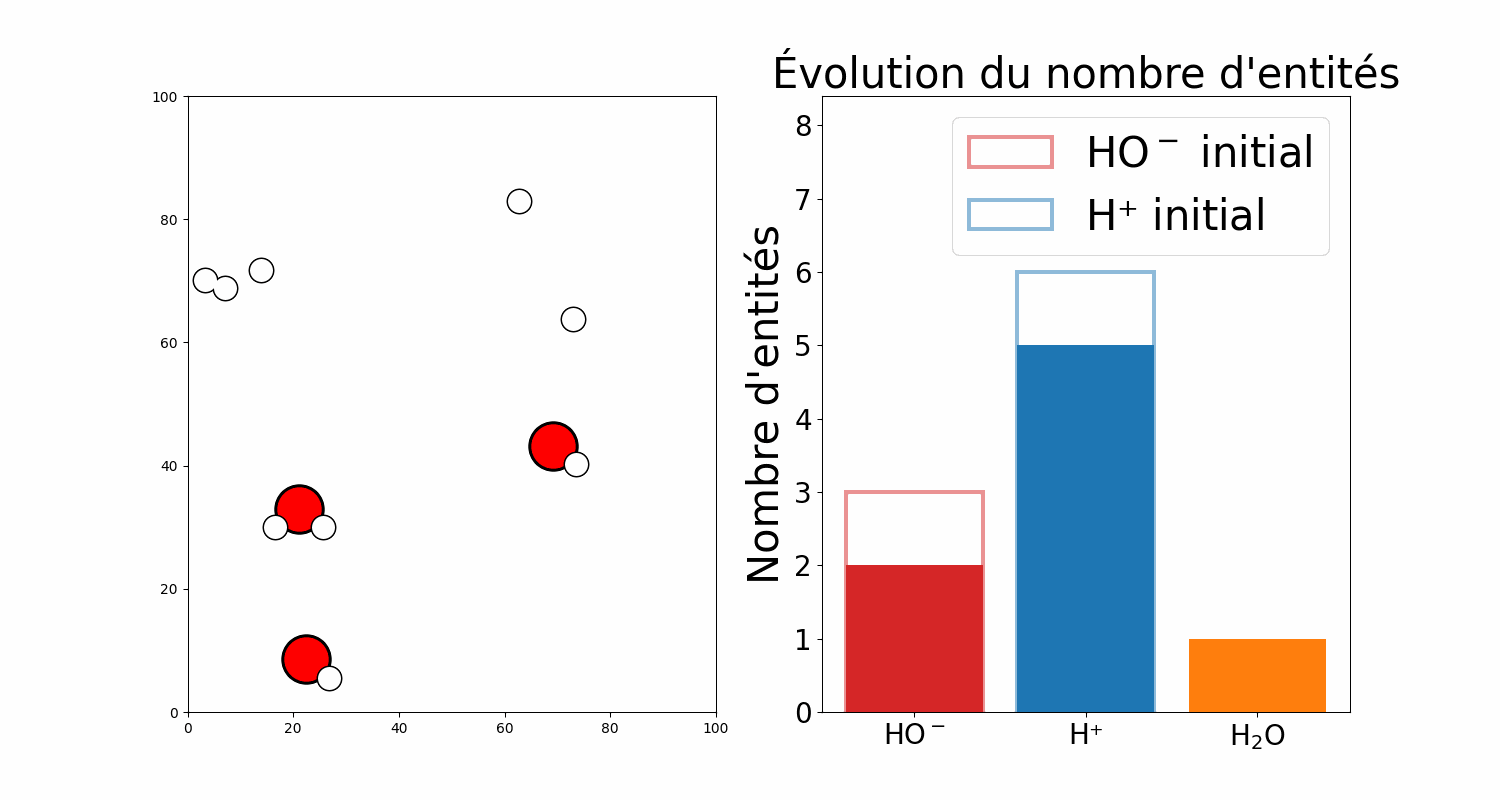 Évolution du nombre d'entités
100
80
60
40
20
0
0 20 40 60 80 100
Nombre d'entités
8
7
6
5
4
3
2
1
0
HO⁻ initial
H⁺ initial
HO⁻ H⁺ H₂O